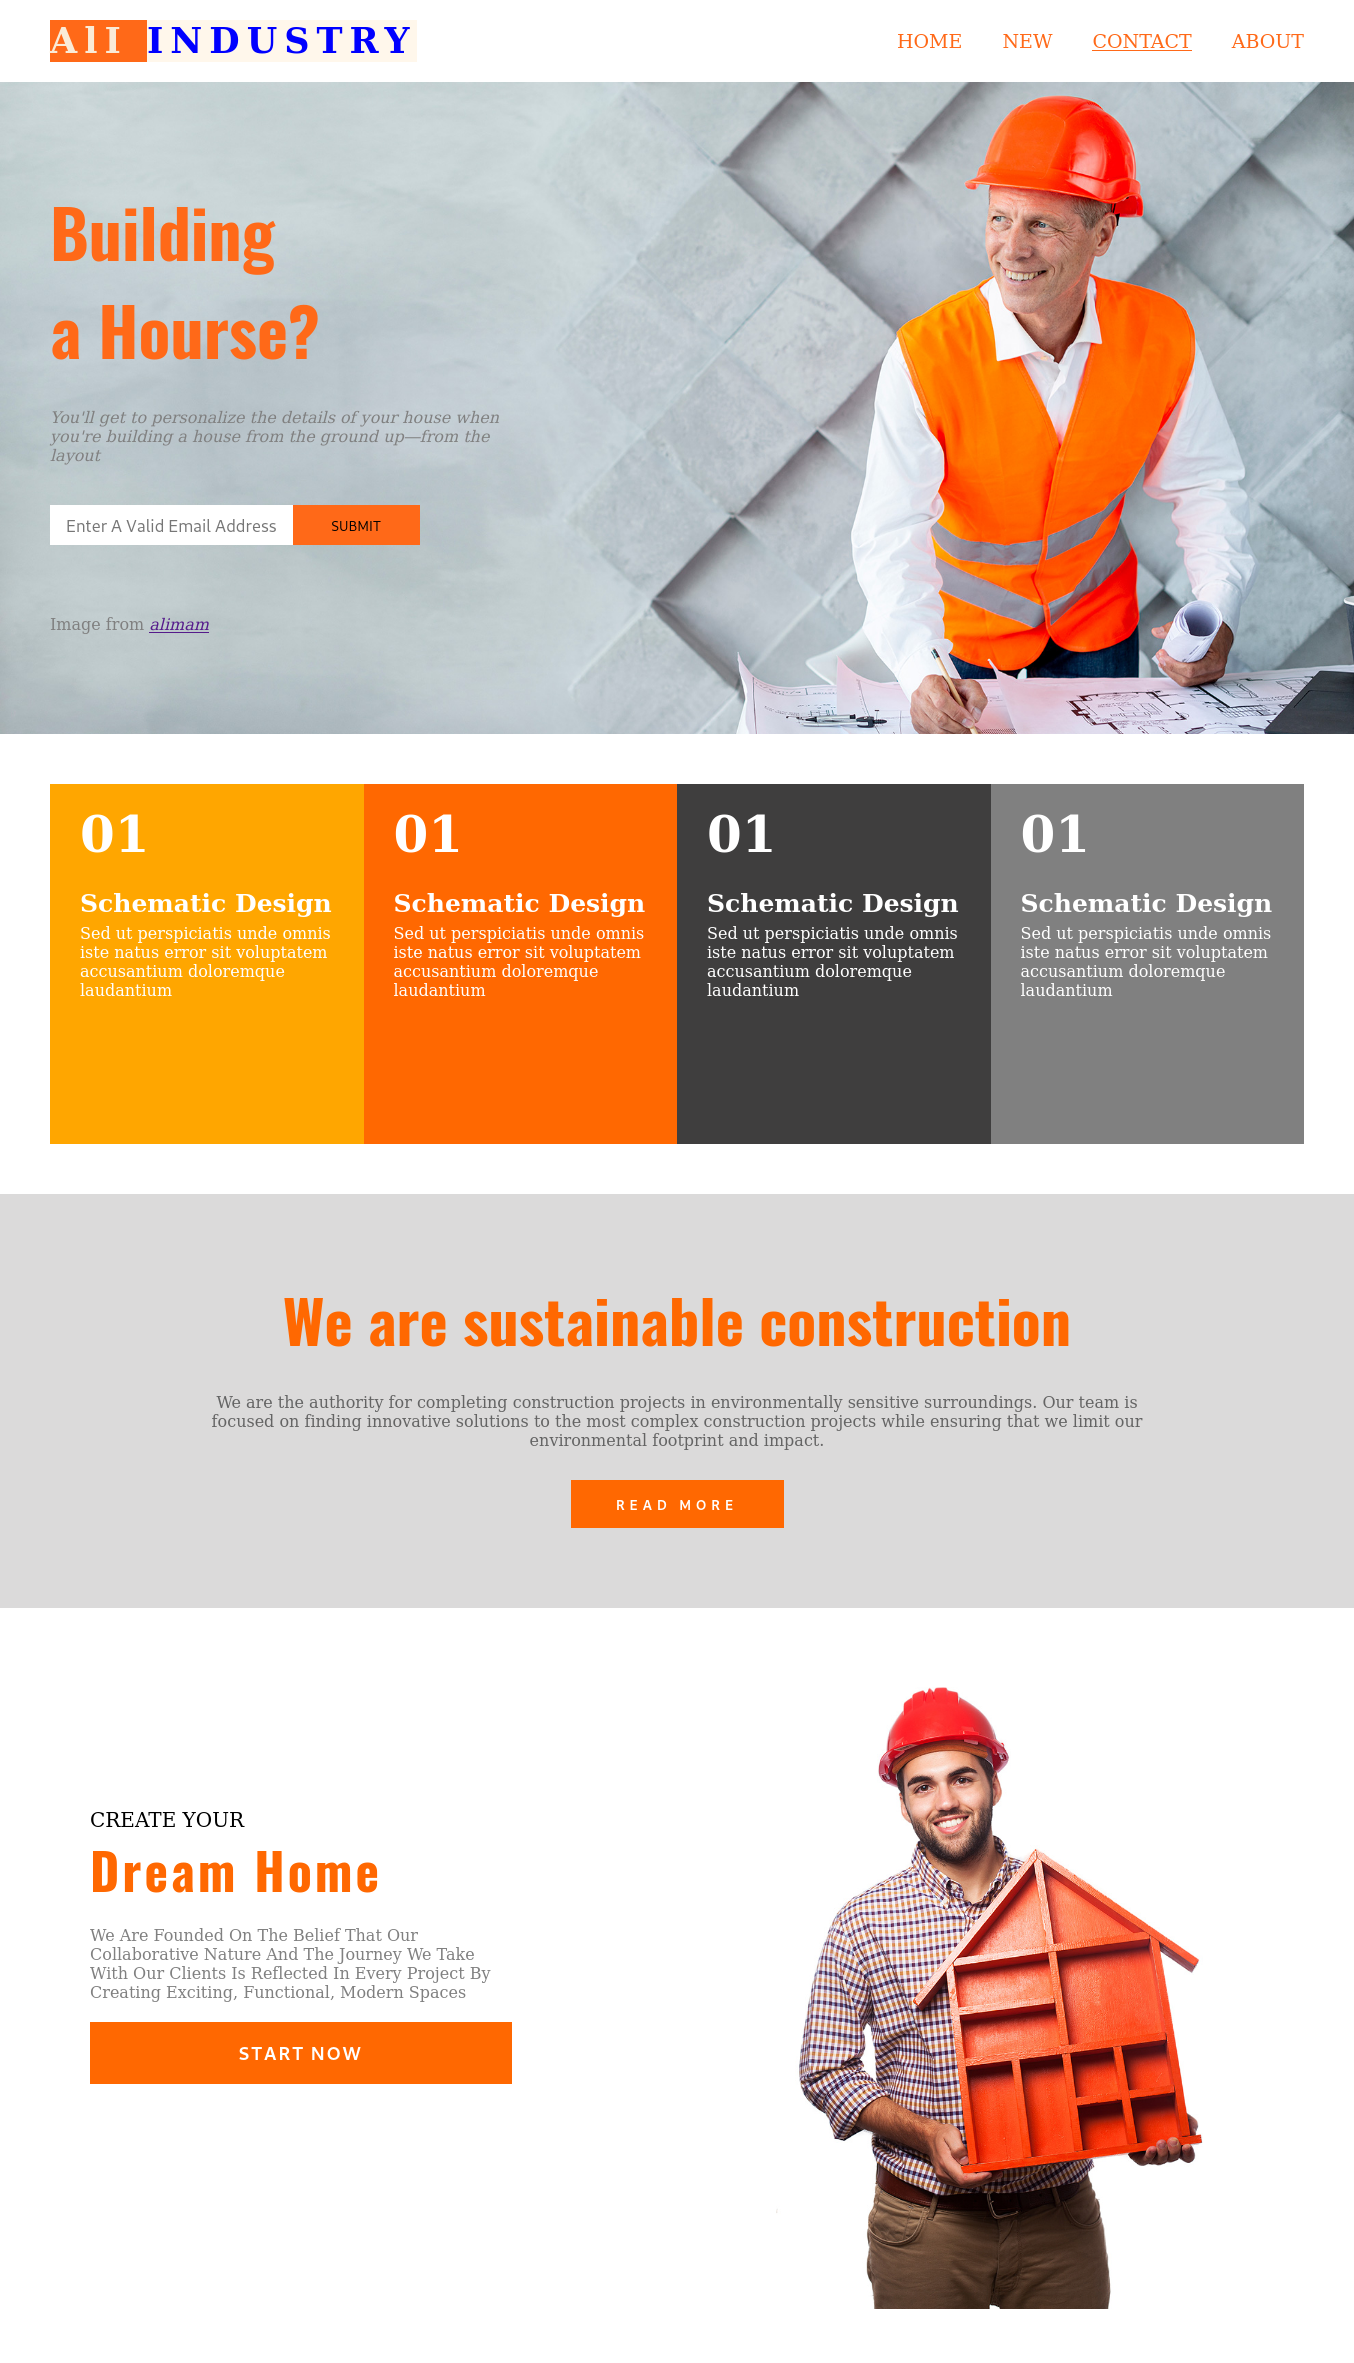 AlI INDUSTRY
HOME NEW CONTACT ABOUT
Building
a Hourse?
You'll get to personalize the details of your house when
you're building a house from the ground up—from the
layout
Enter A Valid Email Address SUBMIT
Image from alimam
01
Schematic Design
Sed ut perspiciatis unde omnis
iste natus error sit voluptatem
accusantium doloremque
laudantium
01
Schematic Design
Sed ut perspiciatis unde omnis
iste natus error sit voluptatem
accusantium doloremque
laudantium
01
Schematic Design
Sed ut perspiciatis unde omnis
iste natus error sit voluptatem
accusantium doloremque
laudantium
01
Schematic Design
Sed ut perspiciatis unde omnis
iste natus error sit voluptatem
accusantium doloremque
laudantium
We are sustainable construction
We are the authority for completing construction projects in environmentally sensitive surroundings. Our team is
focused on finding innovative solutions to the most complex construction projects while ensuring that we limit our
environmental footprint and impact.
READ MORE
CREATE YOUR
Dream Home
We Are Founded On The Belief That Our
Collaborative Nature And The Journey We Take
With Our Clients Is Reflected In Every Project By
Creating Exciting, Functional, Modern Spaces
START NOW